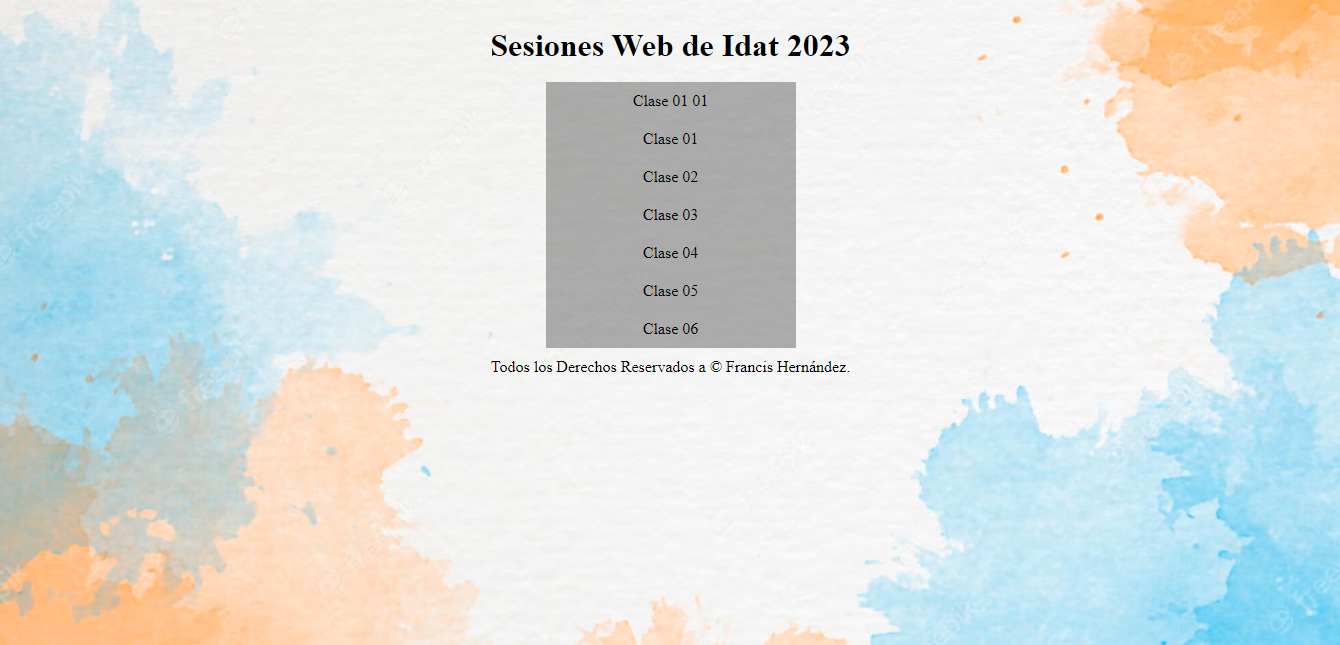 Sesiones Web de Idat 2023
Clase 01 01
Clase 01
Clase 02
Clase 03
Clase 04
Clase 05
Clase 06
Todos los Derechos Reservados a © Francis Hernández.